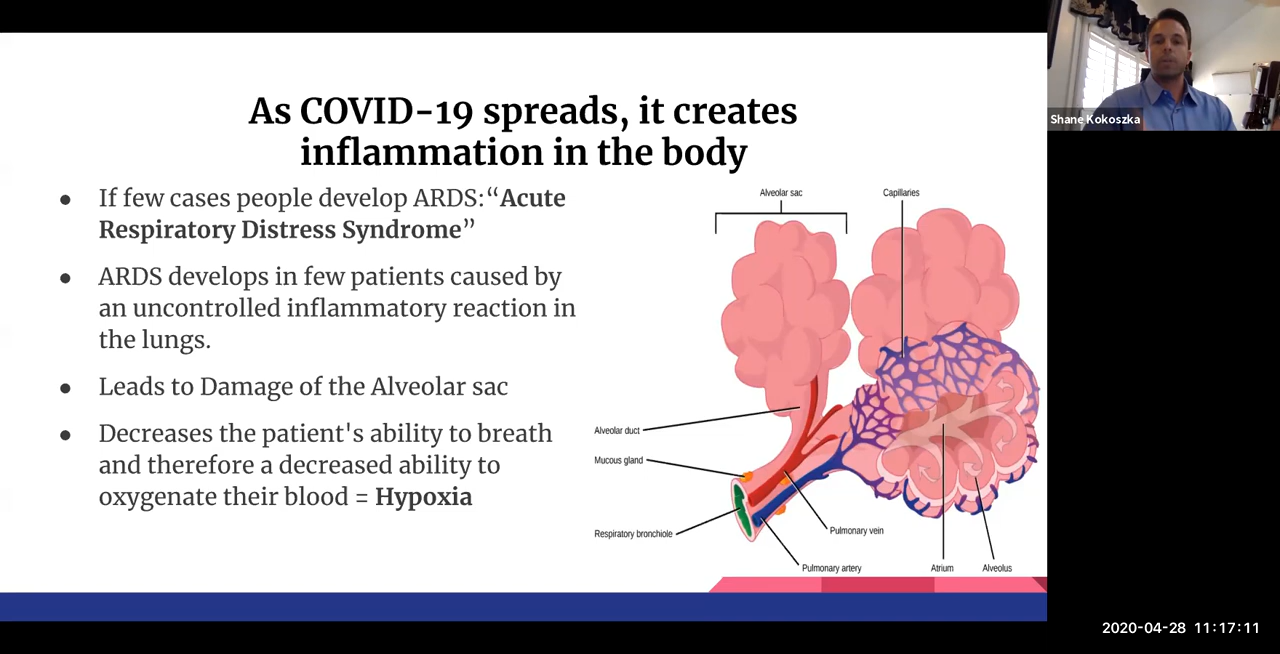 As COVID-19 spreads, it creates
inflammation in the body
● If few cases people develop ARDS:“Acute
Respiratory Distress Syndrome”
● ARDS develops in few patients caused by
an uncontrolled inflammatory reaction in
the lungs.
● Leads to Damage of the Alveolar sac
● Decreases the patient's ability to breath
and therefore a decreased ability to
oxygenate their blood = Hypoxia
Alveolar sac
Capillaries
Alveolar duct
Mucous gland
Respiratory bronchiole
Pulmonary vein
Pulmonary artery
Atrium
Alveolus
Shane Kokoszka
2020-04-28 11:17:11